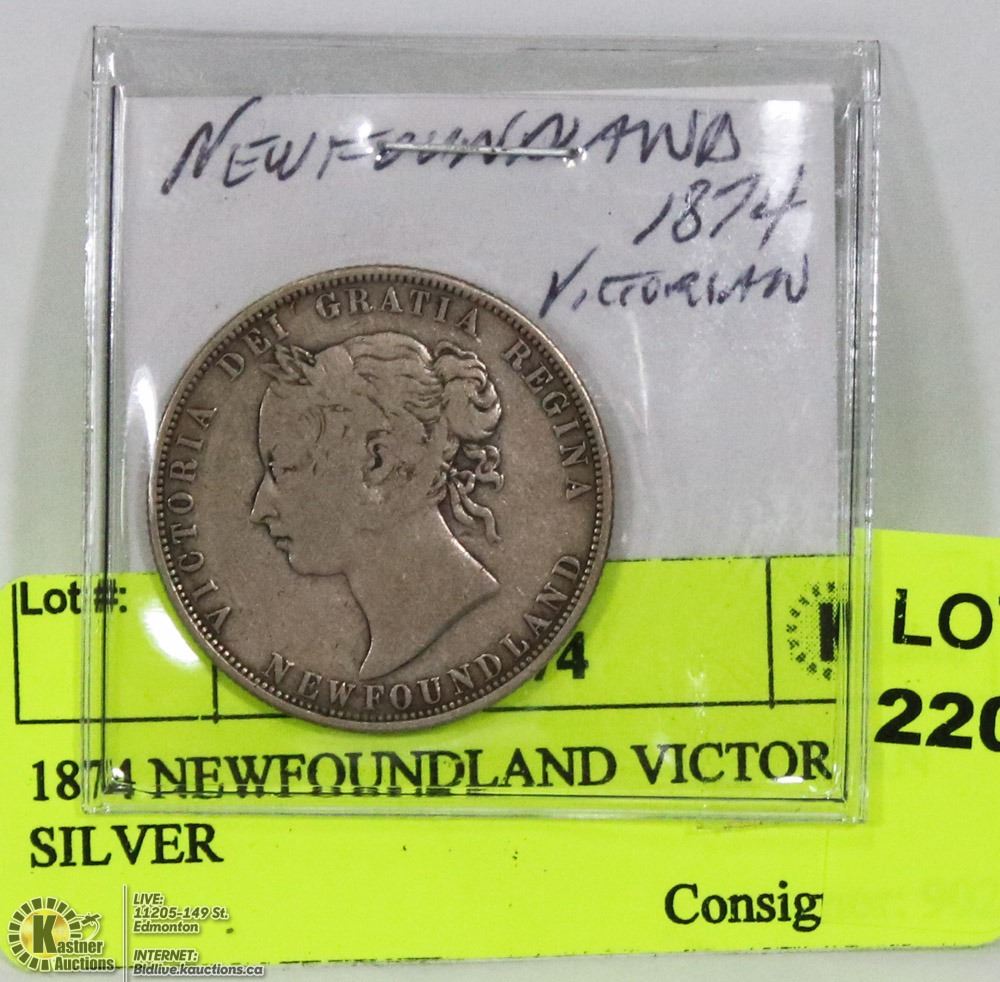 NEWFOUNDLAND
1874
VICTORIAN
VICTORIA DEI GRATIA REGINA
NEWFOUNDLAND
Lot #:
74
K
LOT
220
1874 NEWFOUNDLAND VICTOR
SILVER
Consig
Kastner
Auctions
LIVE:
11205-149 St.
Edmonton
INTERNET:
Bidlive.kauctions.ca